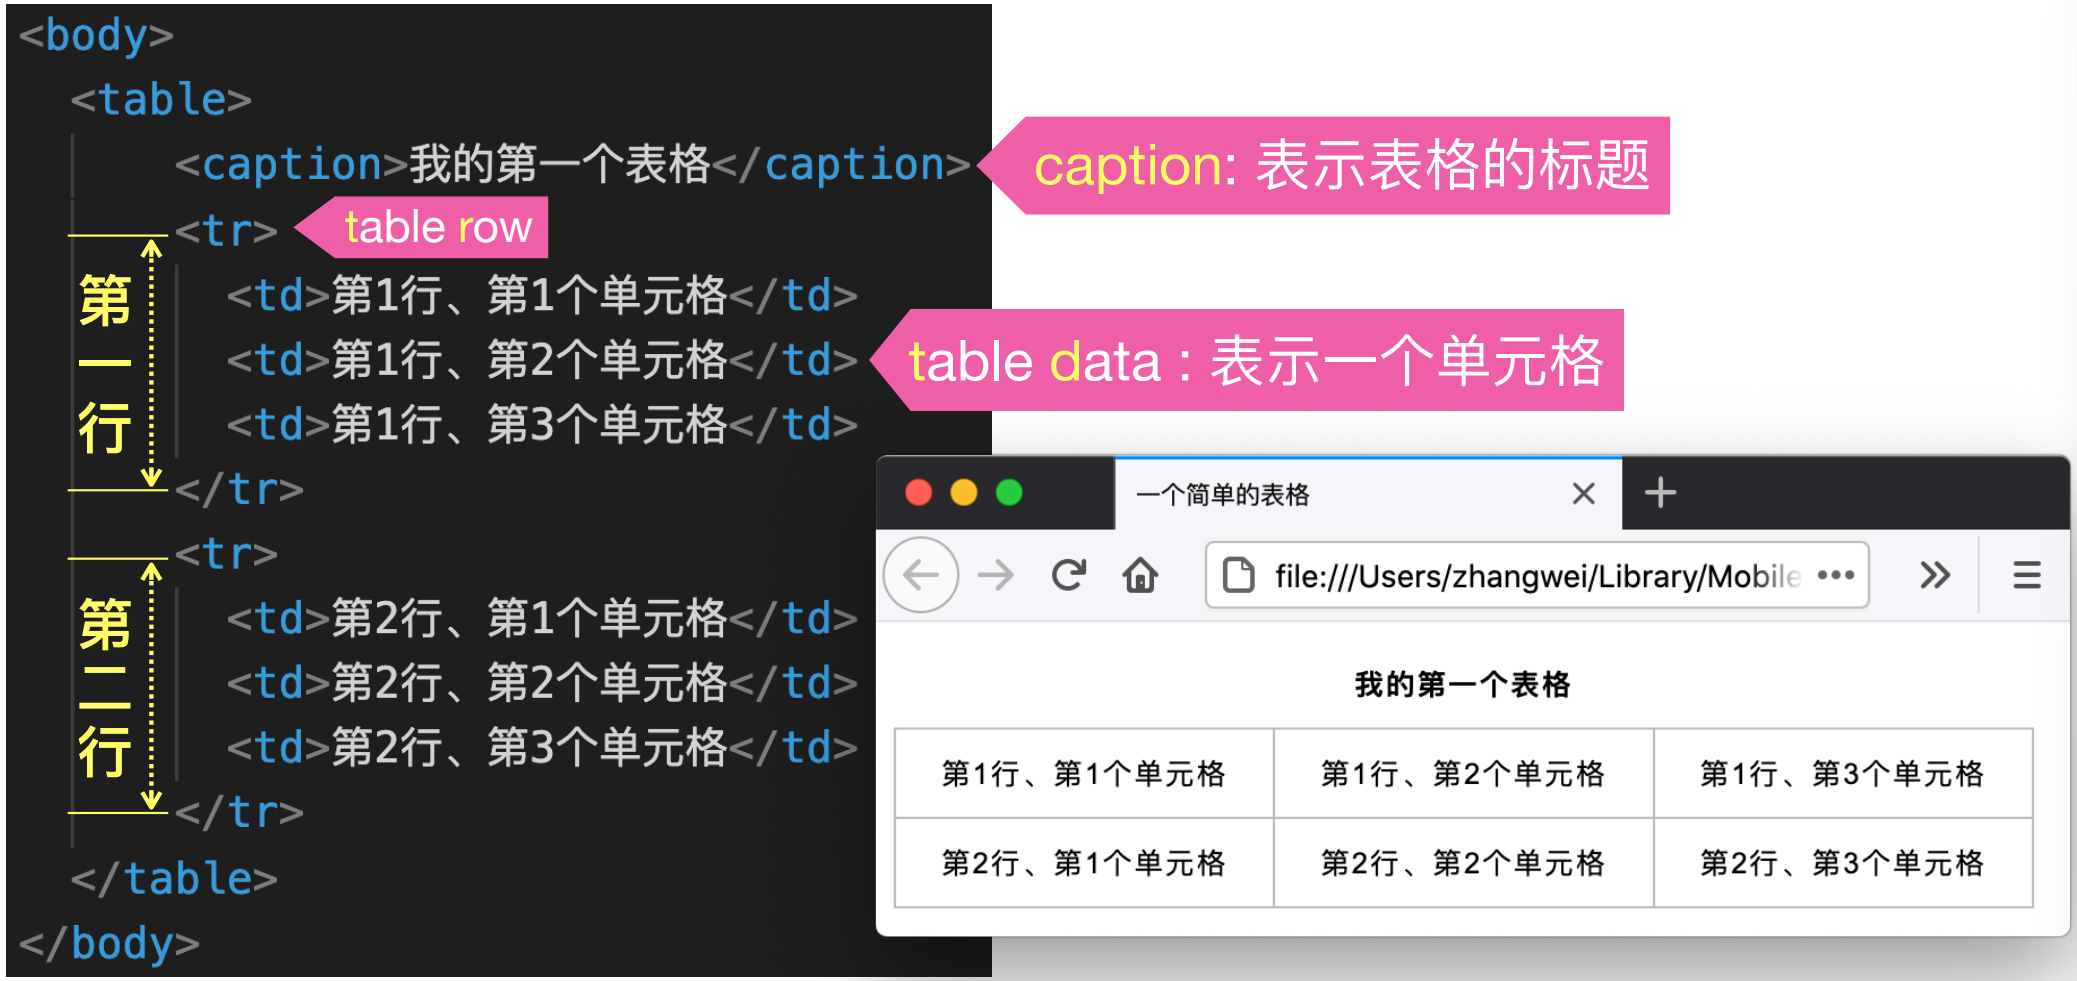 <body>
<table>
<caption>我的第一个表格</caption>
caption: 表示表格的标题
<tr>
table row
第一行
<td>第1行、第1个单元格</td>
<td>第1行、第2个单元格</td>
table data : 表示一个单元格
<td>第1行、第3个单元格</td>
</tr>
<tr>
第二行
<td>第2行、第1个单元格</td>
<td>第2行、第2个单元格</td>
<td>第2行、第3个单元格</td>
</tr>
</table>
</body>
一个简单的表格
file:///Users/zhangwei/Library/Mobile
我的第一个表格
第1行、第1个单元格 第1行、第2个单元格 第1行、第3个单元格
第2行、第1个单元格 第2行、第2个单元格 第2行、第3个单元格